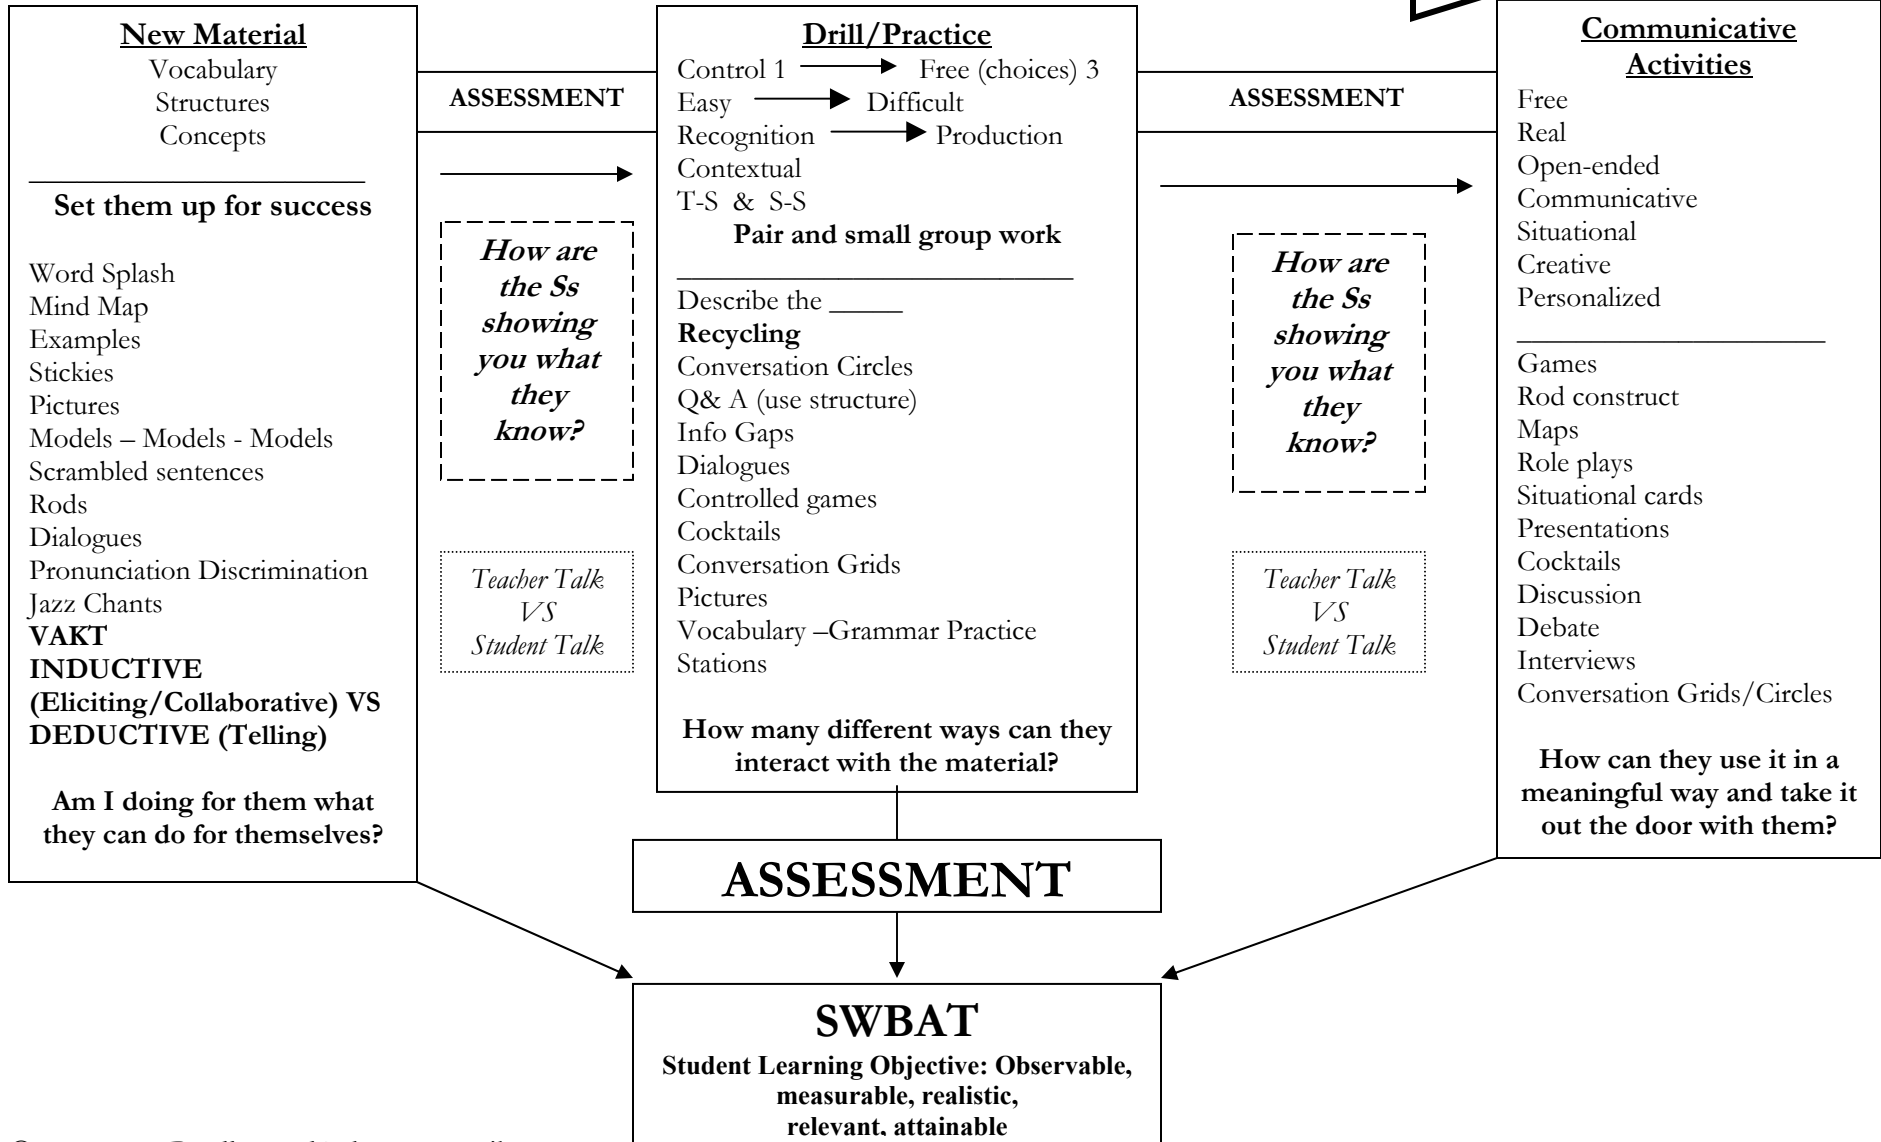 New Material
Vocabulary
Structures
Concepts
Set them up for success
Word Splash
Mind Map
Examples
Stickies
Pictures
Models – Models - Models
Scrambled sentences
Rods
Dialogues
Pronunciation Discrimination
Jazz Chants
VAKT
INDUCTIVE
(Eliciting/Collaborative) VS
DEDUCTIVE (Telling)
Am I doing for them what
they can do for themselves?
ASSESSMENT
How are
the Ss
showing
you what
they
know?
Teacher Talk
VS
Student Talk
Drill/Practice
Control 1 Free (choices) 3
Easy Difficult
Recognition Production
Contextual
T-S & S-S
Pair and small group work
Describe the _____
Recycling
Conversation Circles
Q& A (use structure)
Info Gaps
Dialogues
Controlled games
Cocktails
Conversation Grids
Pictures
Vocabulary –Grammar Practice
Stations
How many different ways can they
interact with the material?
ASSESSMENT
How are
the Ss
showing
you what
they
know?
Teacher Talk
VS
Student Talk
Communicative
Activities
Free
Real
Open-ended
Communicative
Situational
Creative
Personalized
Games
Rod construct
Maps
Role plays
Situational cards
Presentations
Cocktails
Discussion
Debate
Interviews
Conversation Grids/Circles
How can they use it in a
meaningful way and take it
out the door with them?
ASSESSMENT
SWBAT
Student Learning Objective: Observable,
measurable, realistic,
relevant, attainable